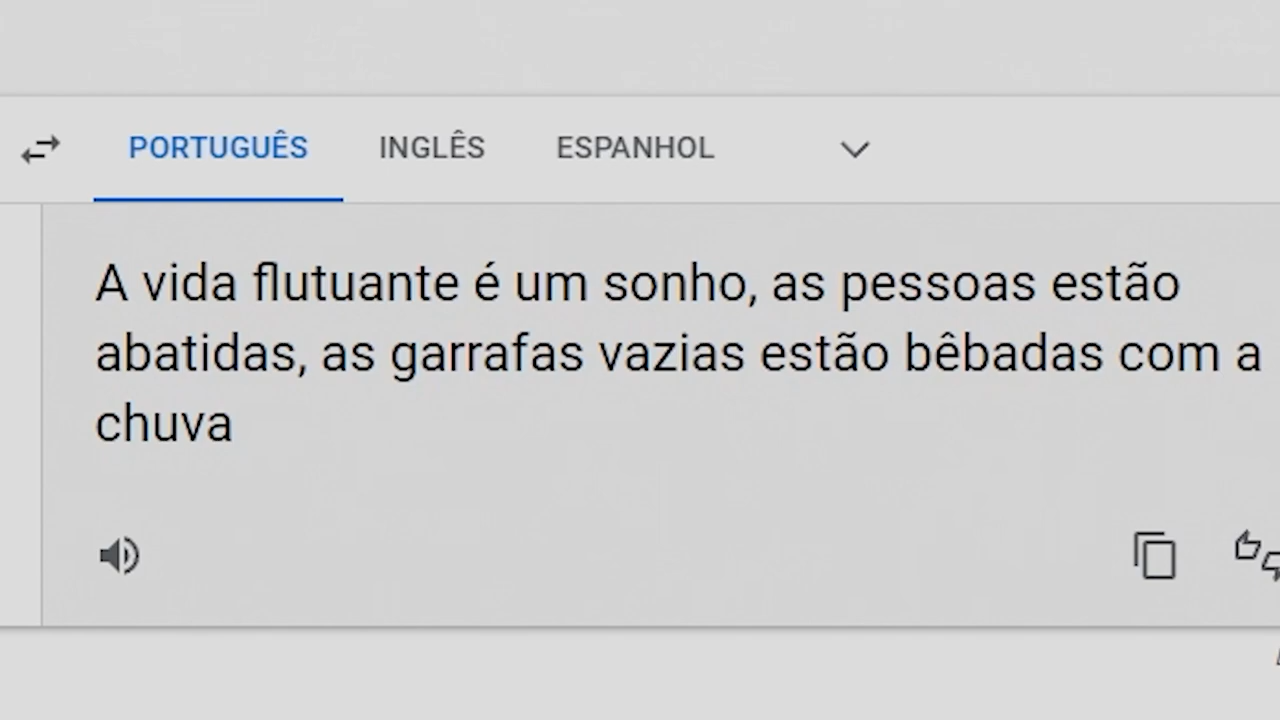 PORTUGUÊS INGLÊS ESPANHOL
A vida flutuante é um sonho, as pessoas estão
abatidas, as garrafas vazias estão bêbadas com a
chuva